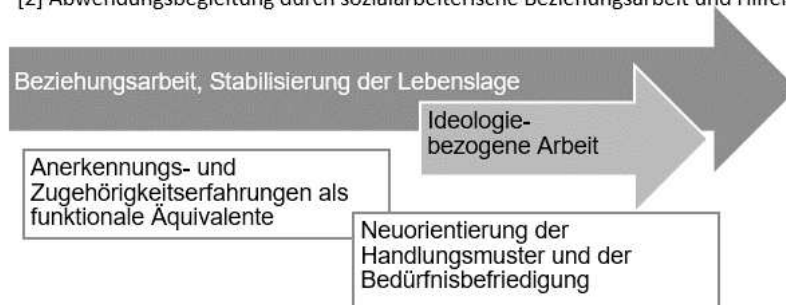 [2] Abwendungsbegleitung durch sozialarbeiterische Beziehungsarbeit und
Beziehungsarbeit, Stabilisierung der Lebenslage
Ideologie-
bezogene Arbeit
Anerkennungs- und
Zugehörigkeitserfahrungen als
funktionale Äquivalente
Neuorientierung der
Handlungsmuster und der
Bedürfnisbefriedigung